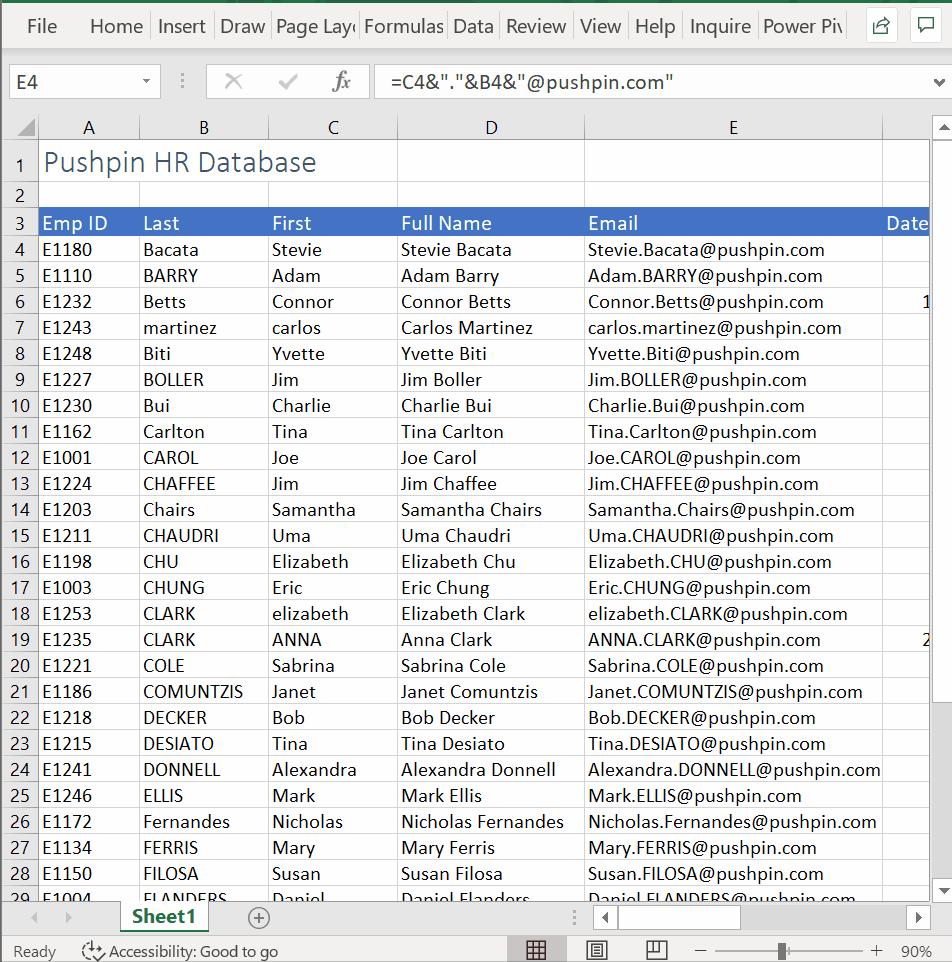 File Home Insert Draw Page Layo Formulas Data Review View Help Inquire Power Piv
E4 fx =C4&"."&B4&"@pushpin.com"
A B C D E
1 Pushpin HR Database
2
3 Emp ID Last First Full Name Email Date
4 E1180 Bacata Stevie Stevie Bacata Stevie.Bacata@pushpin.com
5 E1110 BARRY Adam Adam Barry Adam.BARRY@pushpin.com
6 E1232 Betts Connor Connor Betts Connor.Betts@pushpin.com 1
7 E1243 martinez carlos Carlos Martinez carlos.martinez@pushpin.com
8 E1248 Biti Yvette Yvette Biti Yvette.Biti@pushpin.com
9 E1227 BOLLER Jim Jim Boller Jim.BOLLER@pushpin.com
10 E1230 Bui Charlie Charlie Bui Charlie.Bui@pushpin.com
11 E1162 Carlton Tina Tina Carlton Tina.Carlton@pushpin.com
12 E1001 CAROL Joe Joe Carol Joe.CAROL@pushpin.com
13 E1224 CHAFFEE Jim Jim Chaffee Jim.CHAFFEE@pushpin.com
14 E1203 Chairs Samantha Samantha Chairs Samantha.Chairs@pushpin.com
15 E1211 CHAUDRI Uma Uma Chaudri Uma.CHAUDRI@pushpin.com
16 E1198 CHU Elizabeth Elizabeth Chu Elizabeth.CHU@pushpin.com
17 E1003 CHUNG Eric Eric Chung Eric.CHUNG@pushpin.com
18 E1253 CLARK elizabeth Elizabeth Clark elizabeth.CLARK@pushpin.com
19 E1235 CLARK ANNA Anna Clark ANNA.CLARK@pushpin.com 2
20 E1221 COLE Sabrina Sabrina Cole Sabrina.COLE@pushpin.com
21 E1186 COMUNTZIS Janet Janet Comuntzis Janet.COMUNTZIS@pushpin.com
22 E1218 DECKER Bob Bob Decker Bob.DECKER@pushpin.com
23 E1215 DESIATO Tina Tina Desiato Tina.DESIATO@pushpin.com
24 E1241 DONNELL Alexandra Alexandra Donnell Alexandra.DONNELL@pushpin.com
25 E1246 ELLIS Mark Mark Ellis Mark.ELLIS@pushpin.com
26 E1172 Fernandes Nicholas Nicholas Fernandes Nicholas.Fernandes@pushpin.com
27 E1134 FERRIS Mary Mary Ferris Mary.FERRIS@pushpin.com
28 E1150 FILOSA Susan Susan Filosa Susan.FILOSA@pushpin.com
29 E1004 FLANDERS Daniel Daniel Flanders Daniel.FLANDERS@pushpin.com
Sheet1
Ready Accessibility: Good to go 90%